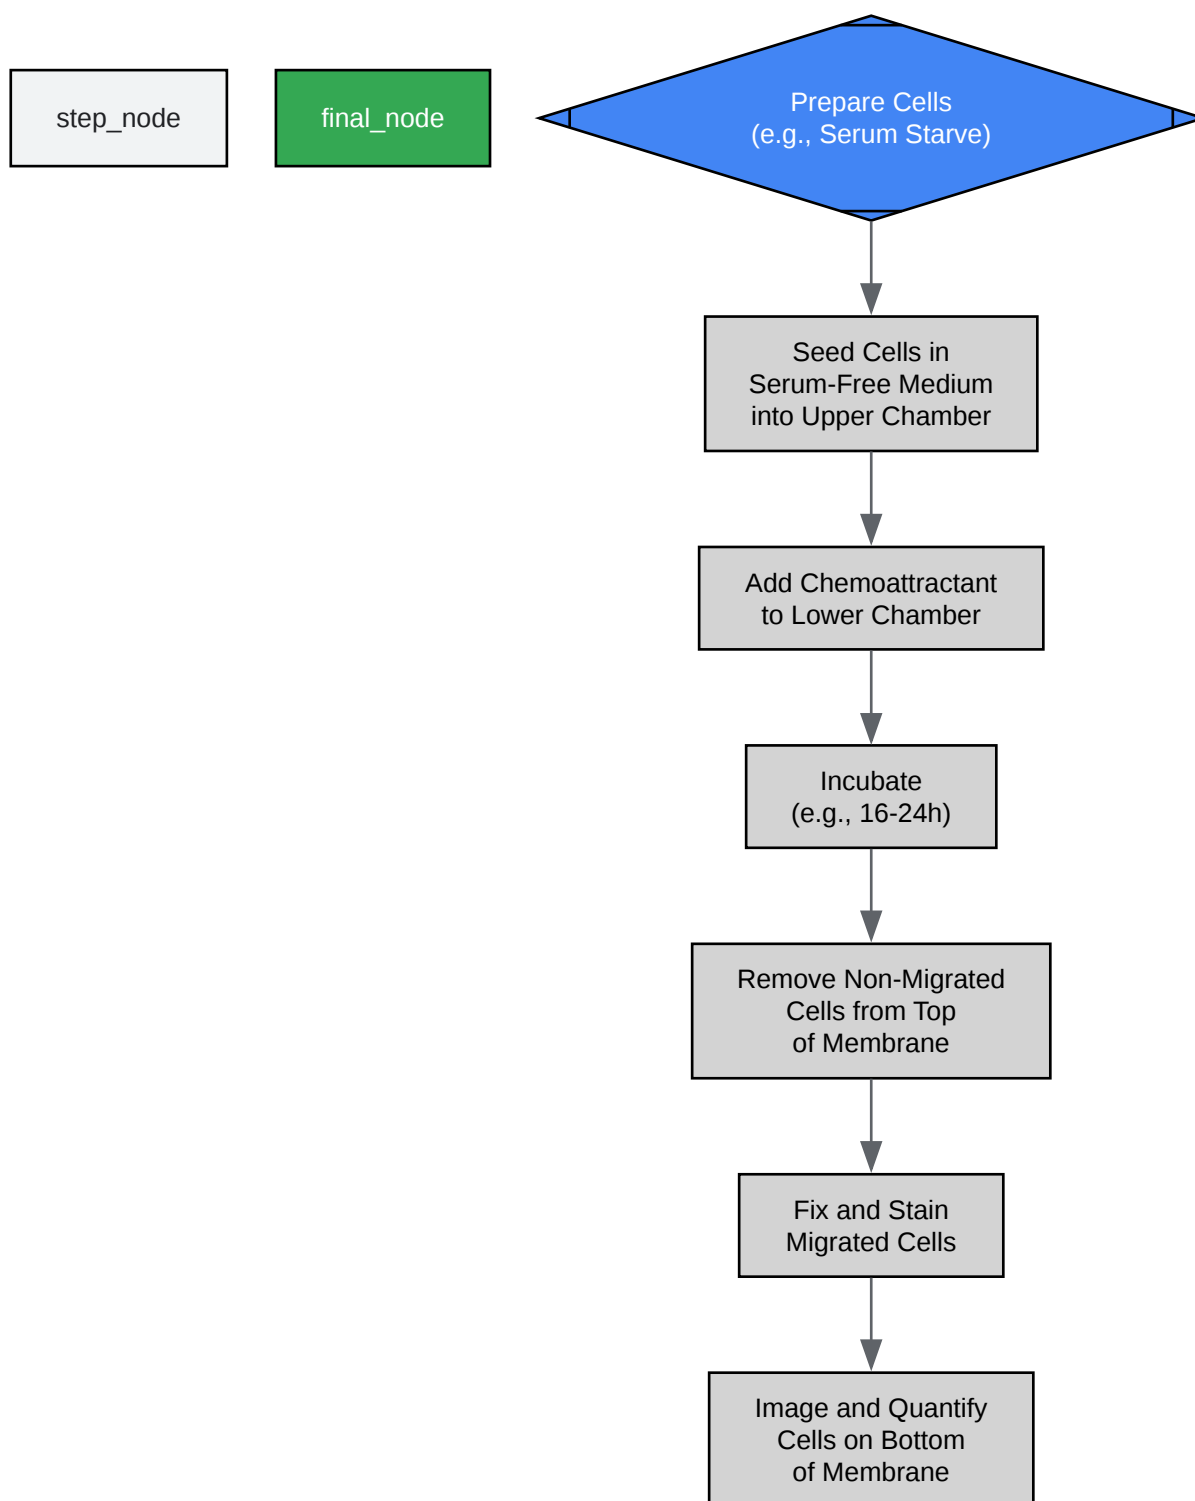 step_node
final_node
Prepare Cells
(e.g., Serum Starve)
Seed Cells in
Serum-Free Medium
into Upper Chamber
Add Chemoattractant
to Lower Chamber
Incubate
(e.g., 16-24h)
Remove Non-Migrated
Cells from Top
of Membrane
Fix and Stain
Migrated Cells
Image and Quantify
Cells on Bottom
of Membrane